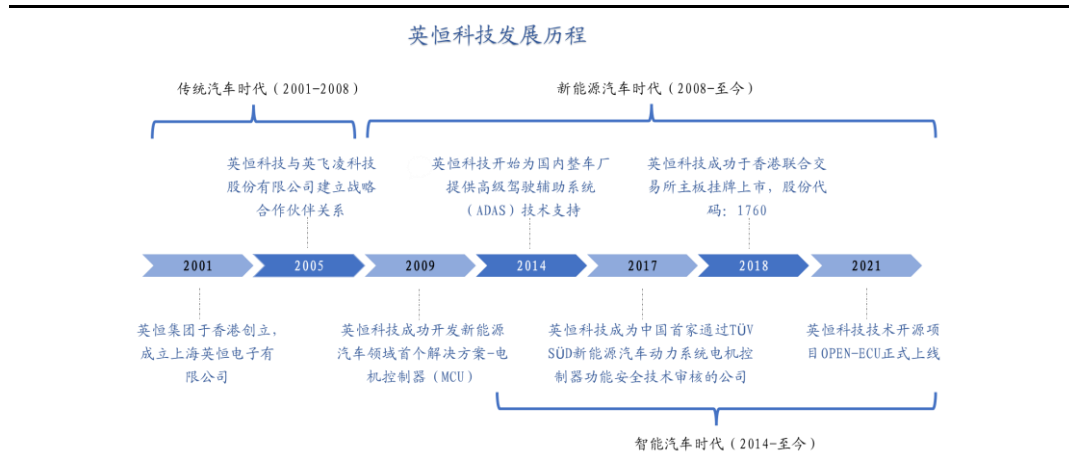 英恒科技发展历程
传统汽车时代（2001-2008）
新能源汽车时代（2008-至今）
英恒科技与英飞凌科技
股份有限公司建立战略
合作伙伴关系
英恒科技开始为国内整车厂
提供高级驾驶辅助系统
（ADAS）技术支持
英恒科技成功于香港联合交
易所主板挂牌上市，股份代
码：1760
2001
2005
2009
2014
2017
2018
2021
英恒集团于香港创立，
成立上海英恒电子有
限公司
英恒科技成功开发新能源
汽车领域首个解决方案-电
机控制器（MCU）
英恒科技成为中国首家通过TÜV
SÜD新能源汽车动力系统电机控
制器功能安全技术审核的公司
英恒科技技术开源项
目OPEN-ECU正式上线
智能汽车时代（2014-至今）